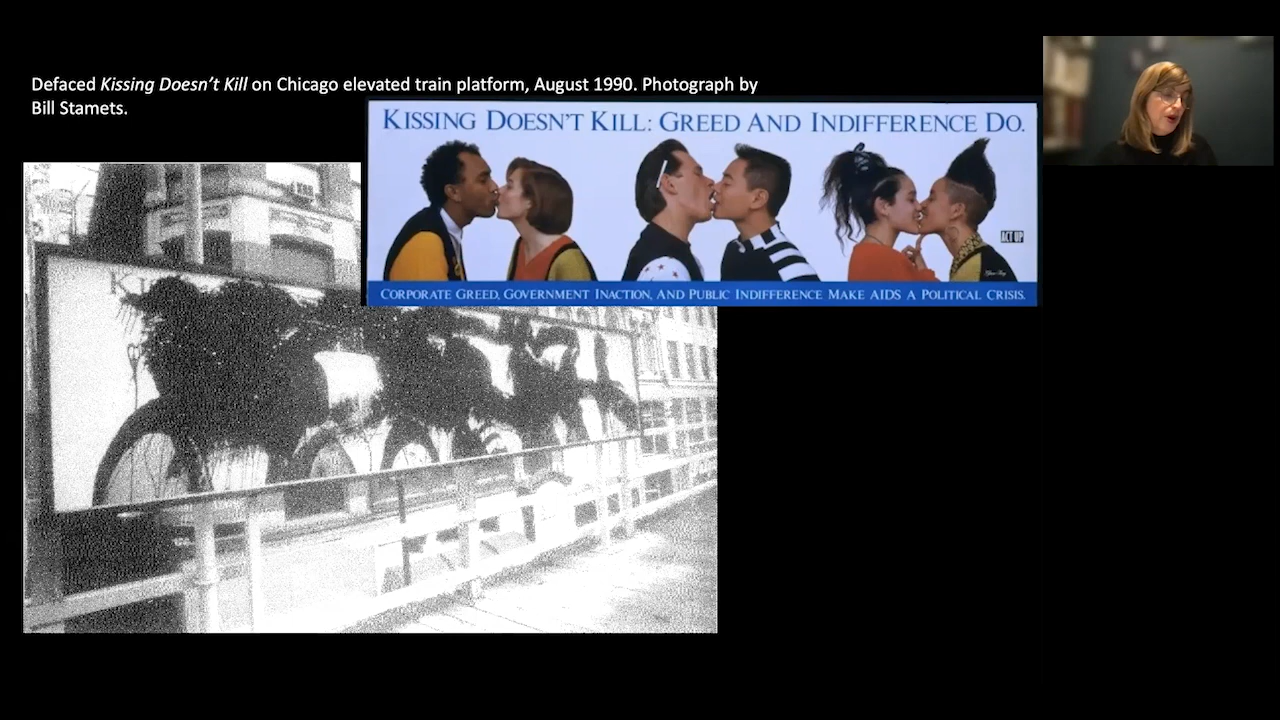 Defaced Kissing Doesn't Kill on Chicago elevated train platform, August 1990. Photograph by
Bill Stamets.
KISSING DOESN'T KILL: GREED AND INDIFFERENCE DO.
ACT UP
CORPORATE GREED, GOVERNMENT INACTION, AND PUBLIC INDIFFERENCE MAKE AIDS A POLITICAL CRISIS.